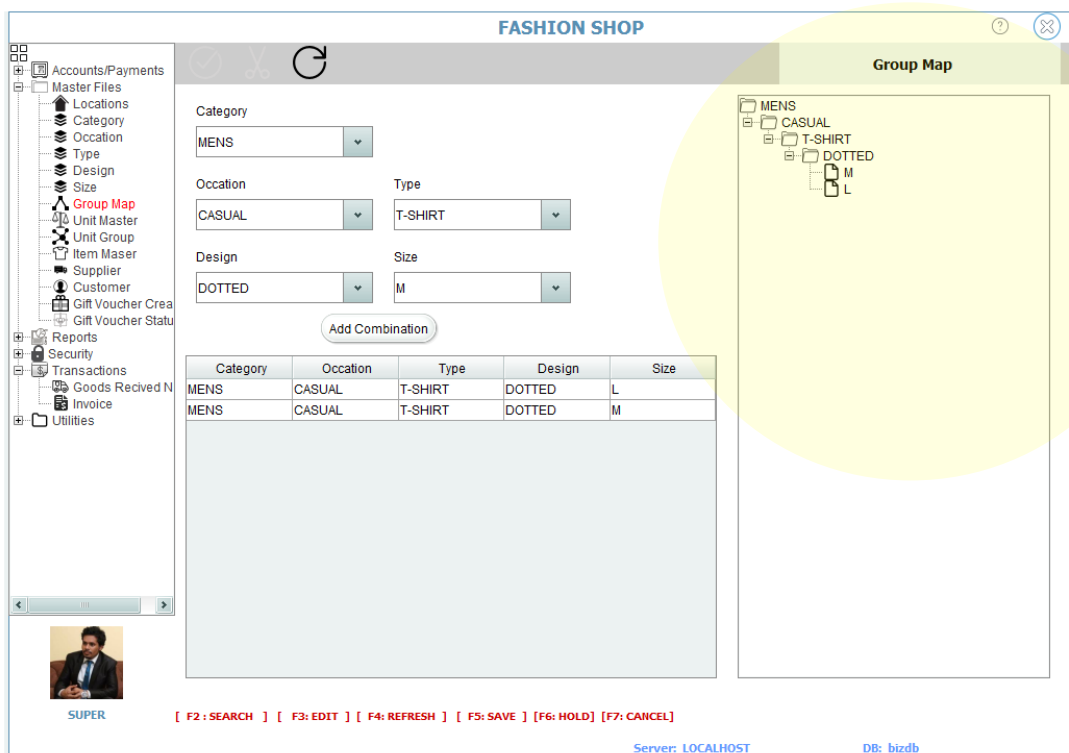 FASHION SHOP
?
Group Map
Accounts/Payments
Master Files
Locations
Category
Occation
Type
Design
Size
Group Map
Unit Master
Unit Group
Item Maser
Supplier
Customer
Gift Voucher Crea
Gift Voucher Statu
Reports
Security
Transactions
Goods Recived N
Invoice
Utilities
Category
MENS
Occation Type
CASUAL T-SHIRT
Design Size
DOTTED M
Add Combination
Category Occation Type Design Size
MENS CASUAL T-SHIRT DOTTED L
MENS CASUAL T-SHIRT DOTTED M
MENS
CASUAL
T-SHIRT
DOTTED
M
L
SUPER
[ F2 : SEARCH ] [ F3: EDIT ] [ F4: REFRESH ] [ F5: SAVE ] [F6: HOLD] [F7: CANCEL]
Server: LOCALHOST DB: bizdb